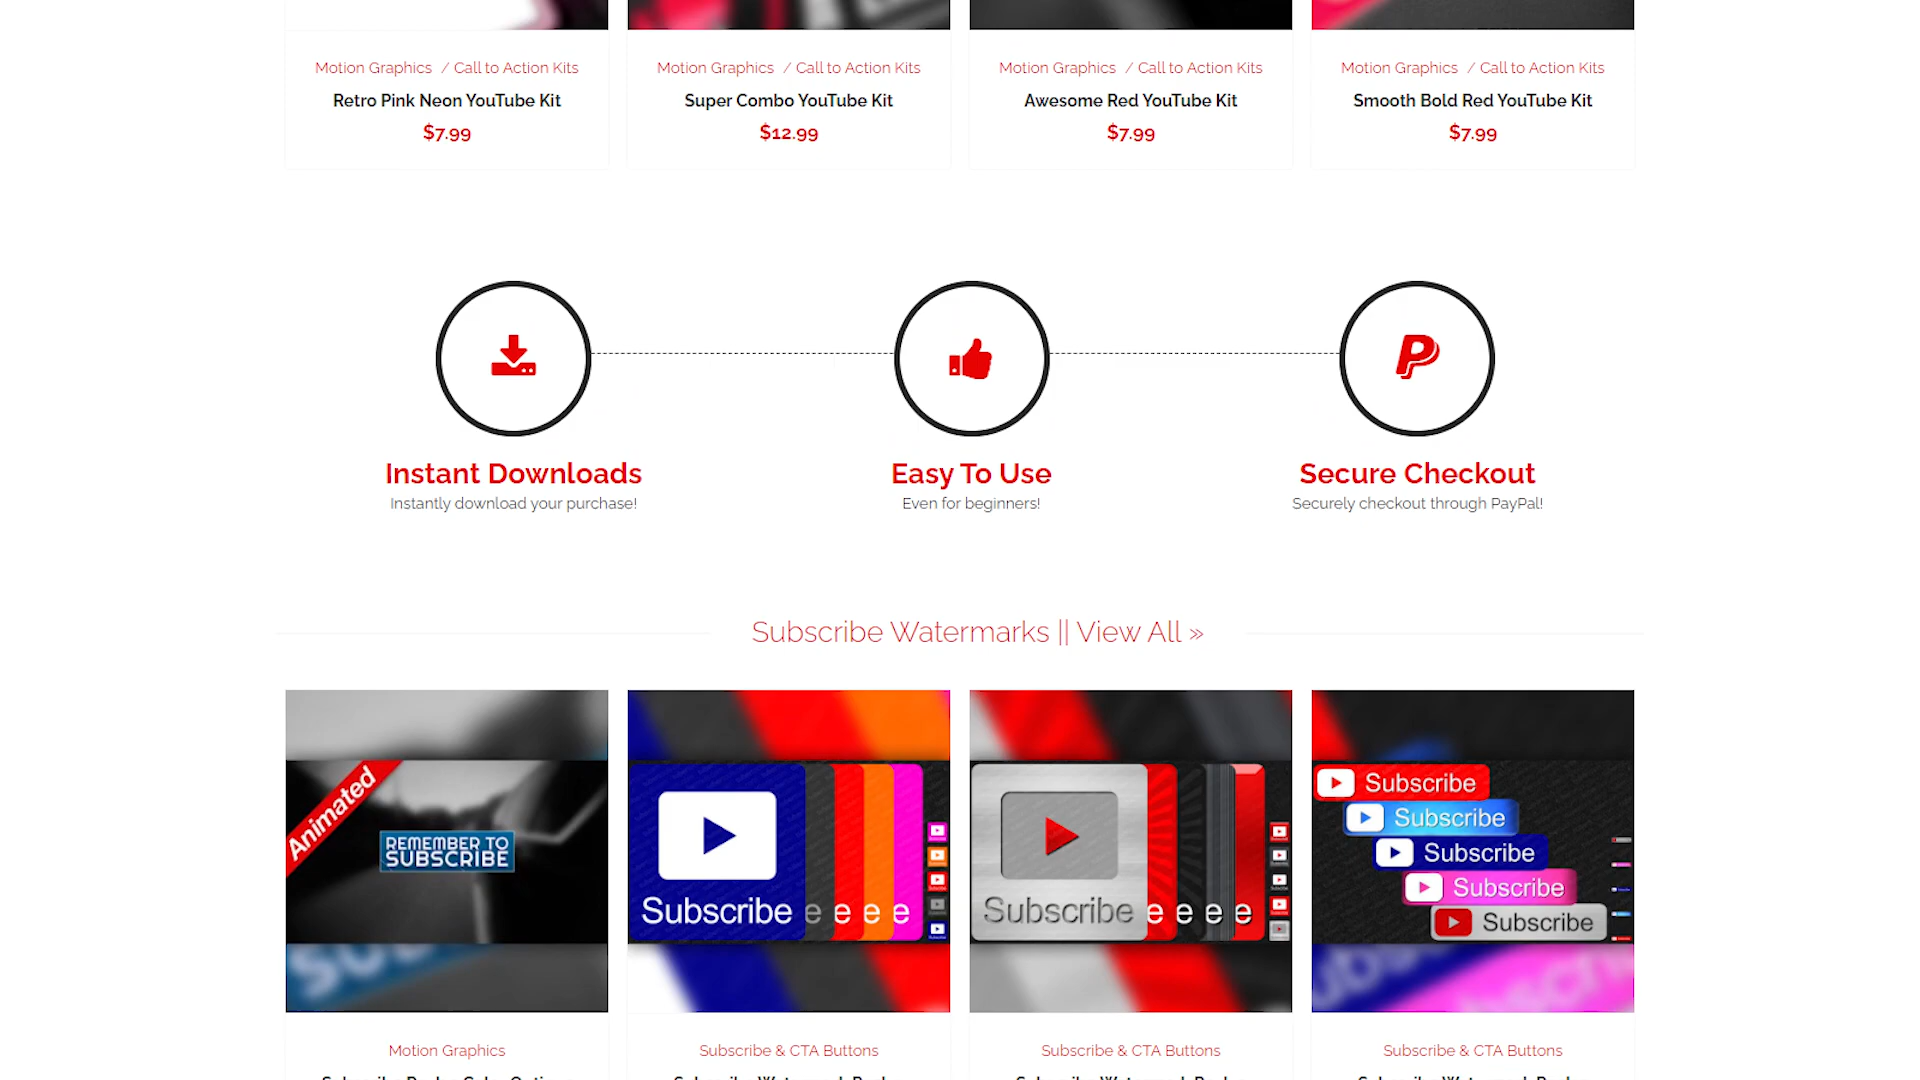 Motion Graphics / Call to Action Kits
Retro Pink Neon YouTube Kit
$7.99
Motion Graphics / Call to Action Kits
Super Combo YouTube Kit
$12.99
Motion Graphics / Call to Action Kits
Awesome Red YouTube Kit
$7.99
Motion Graphics / Call to Action Kits
Smooth Bold Red YouTube Kit
$7.99
Instant Downloads
Instantly download your purchase!
Easy To Use
Even for beginners!
Secure Checkout
Securely checkout through PayPal!
Subscribe Watermarks || View All »
Animated
REMEMBER TO
SUBSCRIBE
Motion Graphics
Subscribe e e e e
Subscribe & CTA Buttons
Subscribe e e e e
Subscribe & CTA Buttons
Subscribe
Subscribe
Subscribe
Subscribe
Subscribe
Subscribe & CTA Buttons